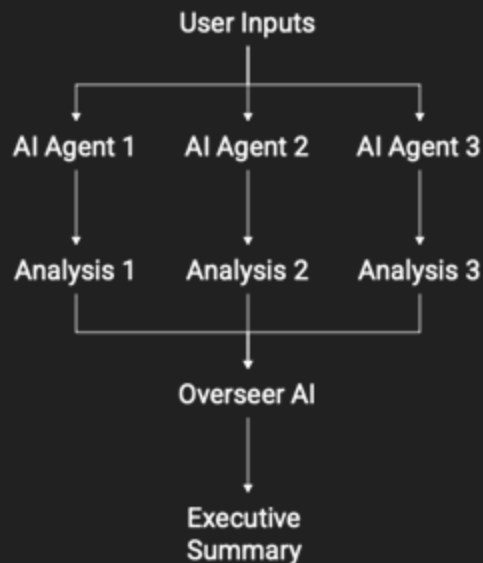 User Inputs
AI Agent 1
AI Agent 2
AI Agent 3
Analysis 1
Analysis 2
Analysis 3
Overseer AI
Executive
Summary